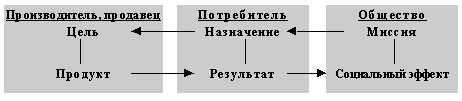 Производитель, продавец Потребитель Общество
Цель Назначение Миссия
Продукт Результат Социальный эффект